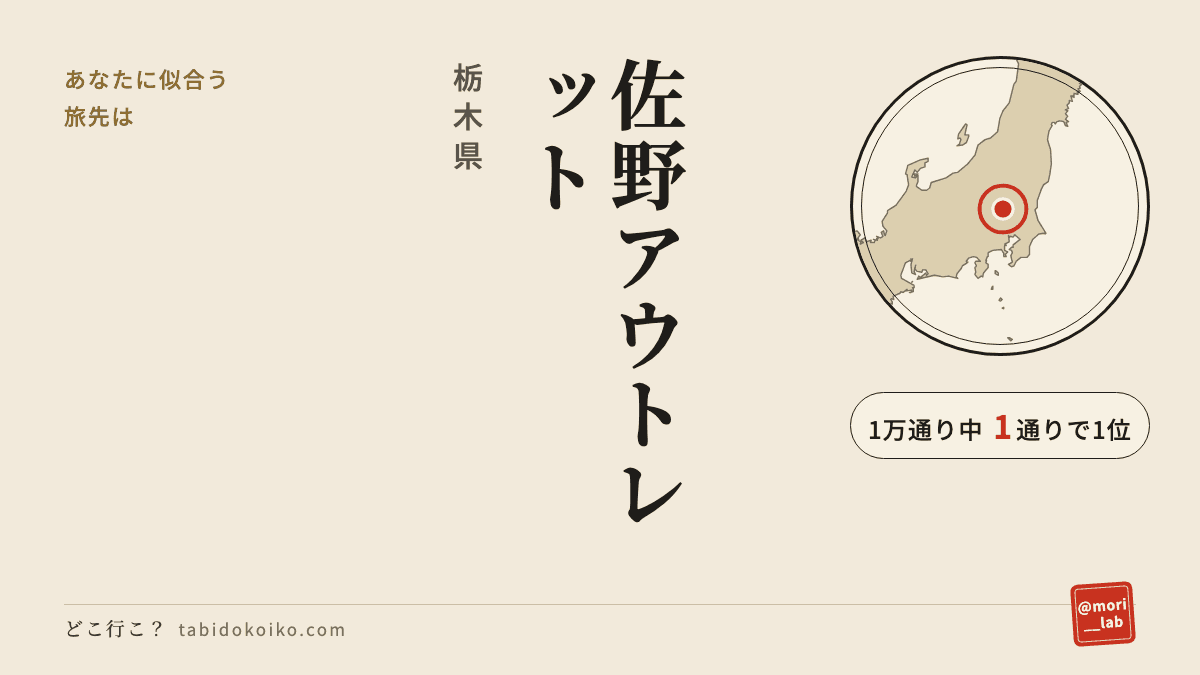 あなたに似合う
旅先は
佐野アウトレ
ット
栃木県
1万通り中 1通りで1位
どこ行こ？ tabidokoiko.com
@mori
__lab